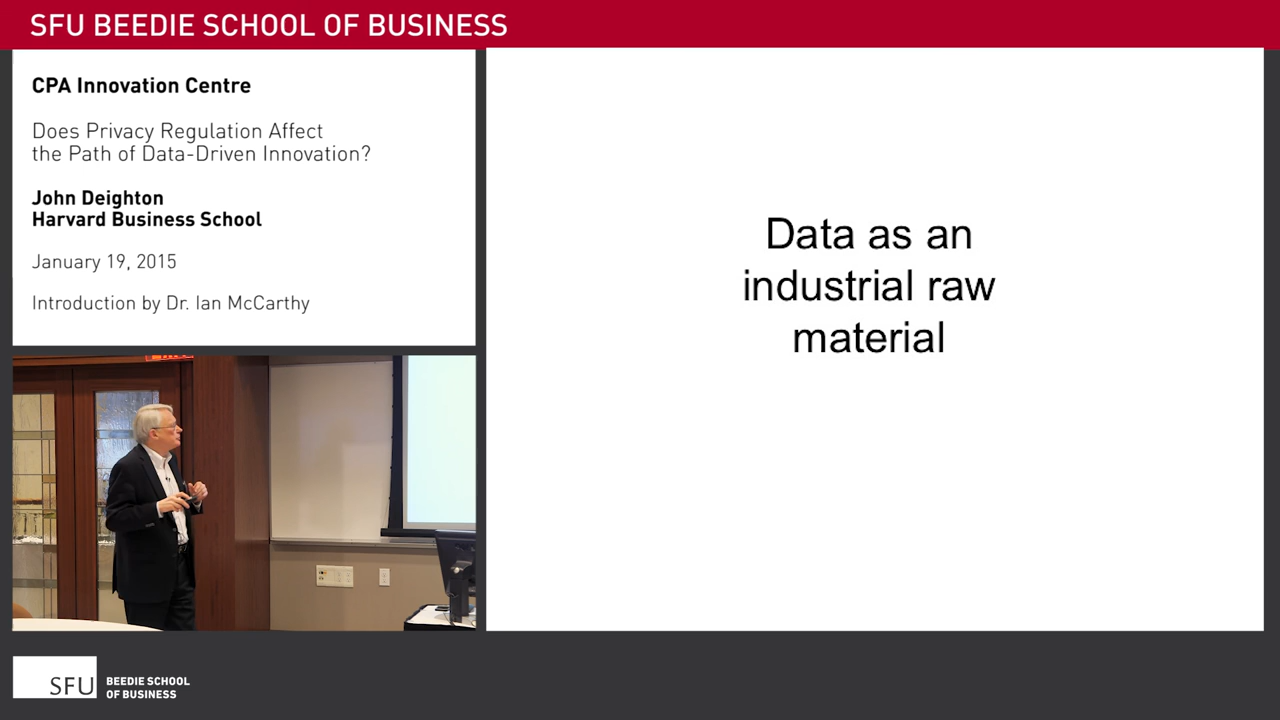 SFU BEEDIE SCHOOL OF BUSINESS
CPA Innovation Centre
Does Privacy Regulation Affect
the Path of Data-Driven Innovation?
John Deighton
Harvard Business School
January 19, 2015
Introduction by Dr. Ian McCarthy
Data as an
industrial raw
material
SFU
BEEDIE SCHOOL
OF BUSINESS